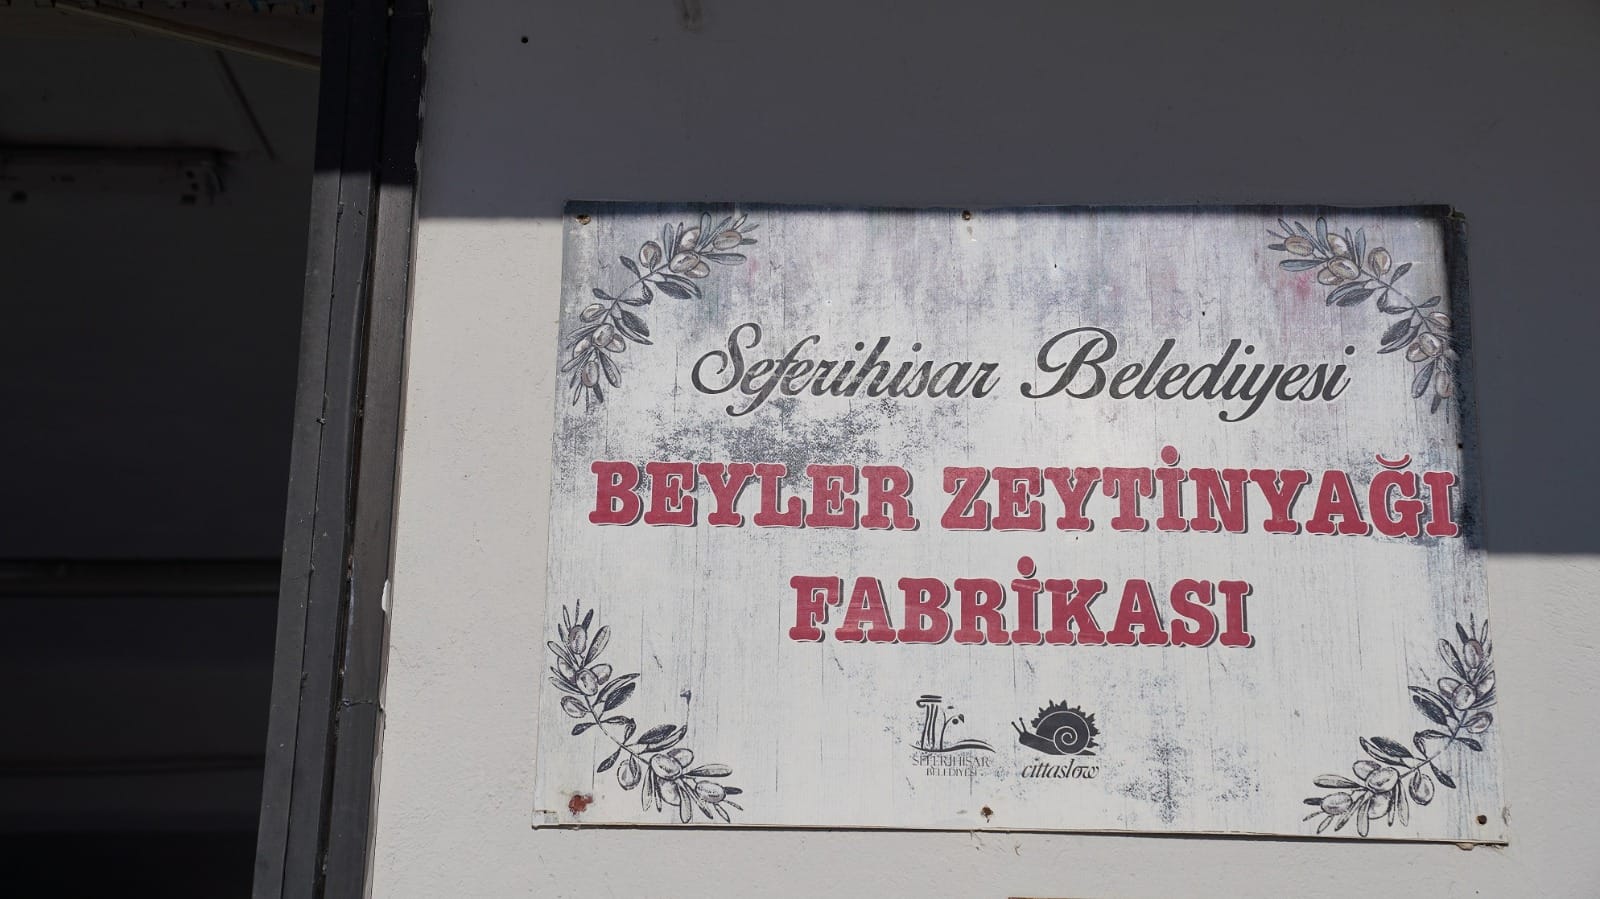 Seferihisar Belediyesi
BEYLER ZEYTİNYAĞI
FABRİKASI
SEFERİHİSAR
BELEDİYESİ
cittaslow